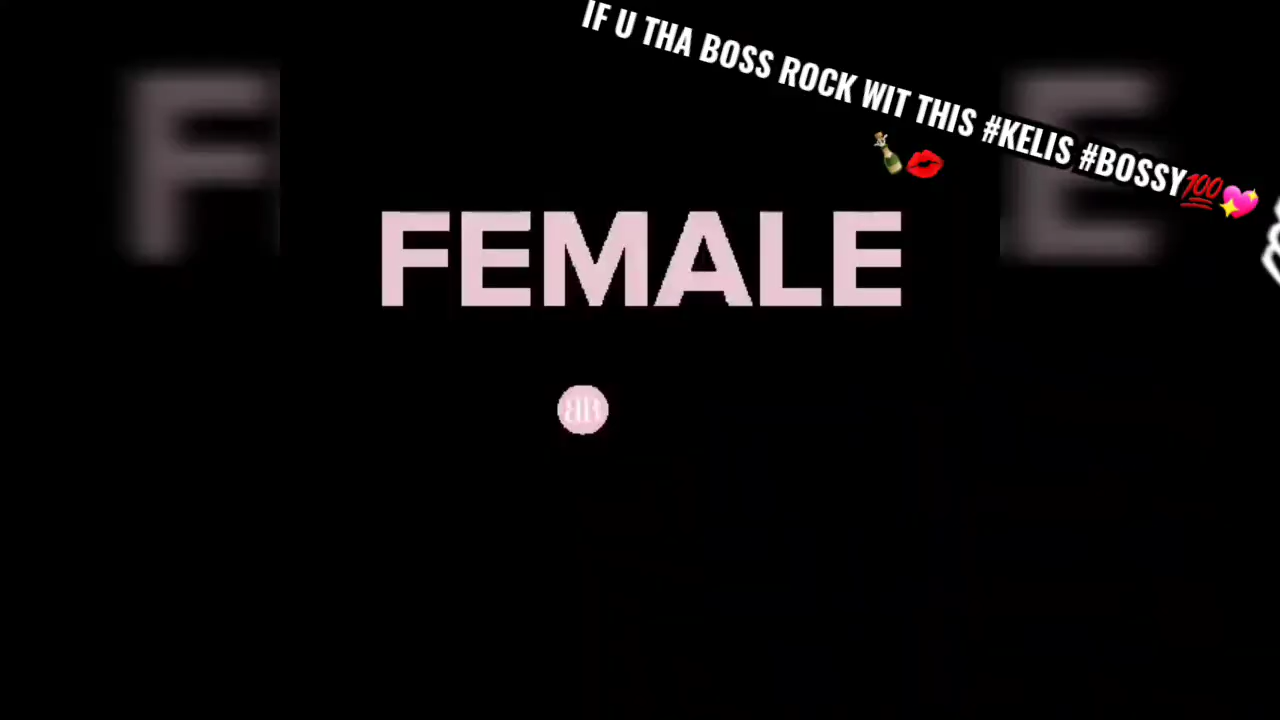 IF U THA BOSS ROCK WIT THIS #KELIS #BOSSY💯💖
🍾💋
FEMALE